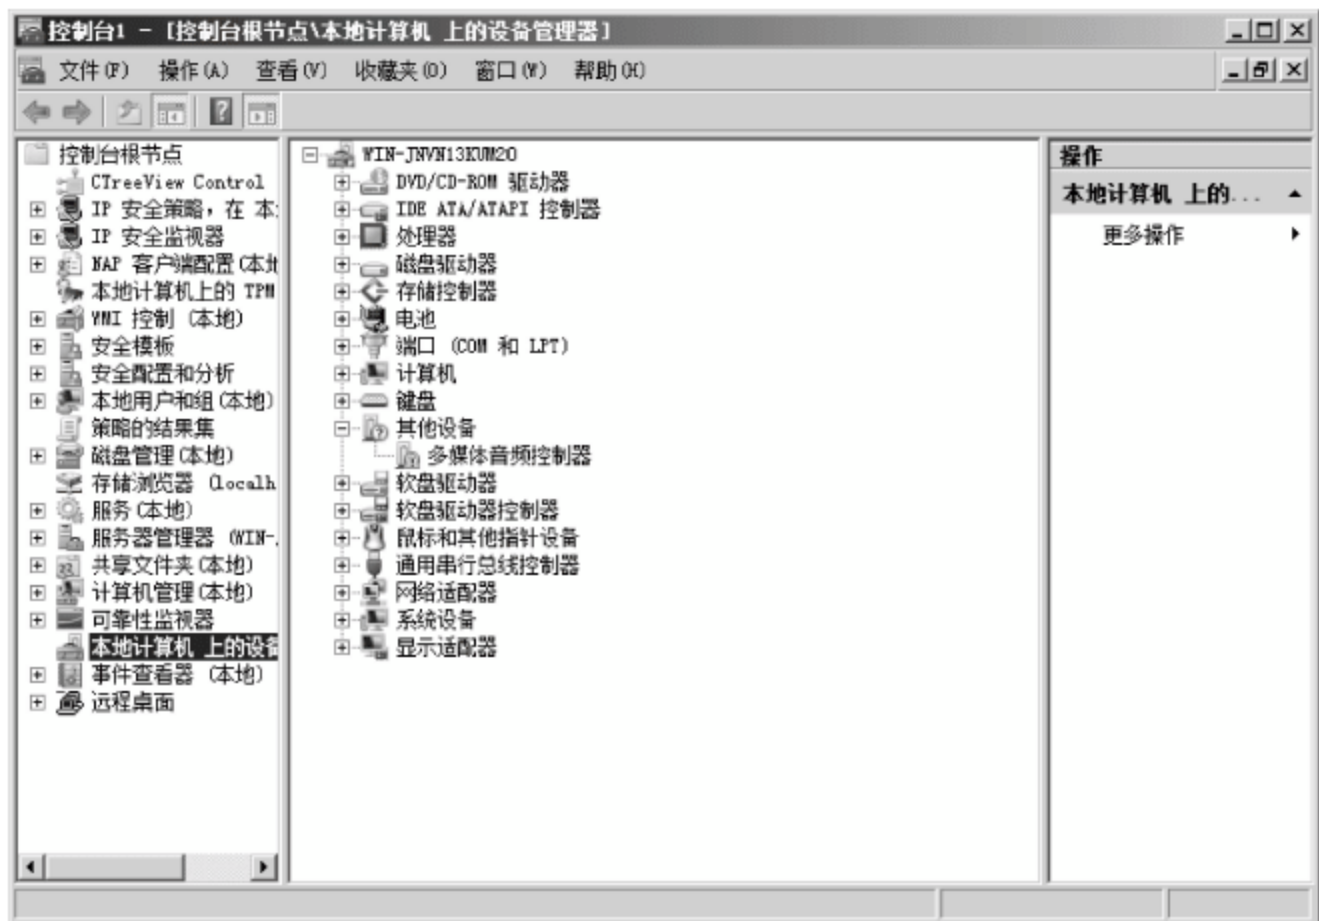 控制台1 - [控制台根节点\本地计算机 上的设备管理器]
文件(F) 操作(A) 查看(V) 收藏夹(O) 窗口(W) 帮助(H)
控制台根节点
CTreeView Control
IP 安全策略，在 本
IP 安全监视器
NAP 客户端配置(本地
本地计算机上的 TPM
WMI 控制 (本地)
安全模板
安全配置和分析
本地用户和组(本地)
策略的结果集
磁盘管理(本地)
存储浏览器 (localh
服务(本地)
服务器管理器 (WIN-
共享文件夹(本地)
计算机管理(本地)
可靠性监视器
本地计算机 上的设备
事件查看器 (本地)
远程桌面
WIN-JNVN13KUM2O
DVD/CD-ROM 驱动器
IDE ATA/ATAPI 控制器
处理器
磁盘驱动器
存储控制器
电池
端口 (COM 和 LPT)
计算机
键盘
其他设备
多媒体音频控制器
软盘驱动器
软盘驱动器控制器
鼠标和其他指针设备
通用串行总线控制器
网络适配器
系统设备
显示适配器
操作
本地计算机 上的...
更多操作